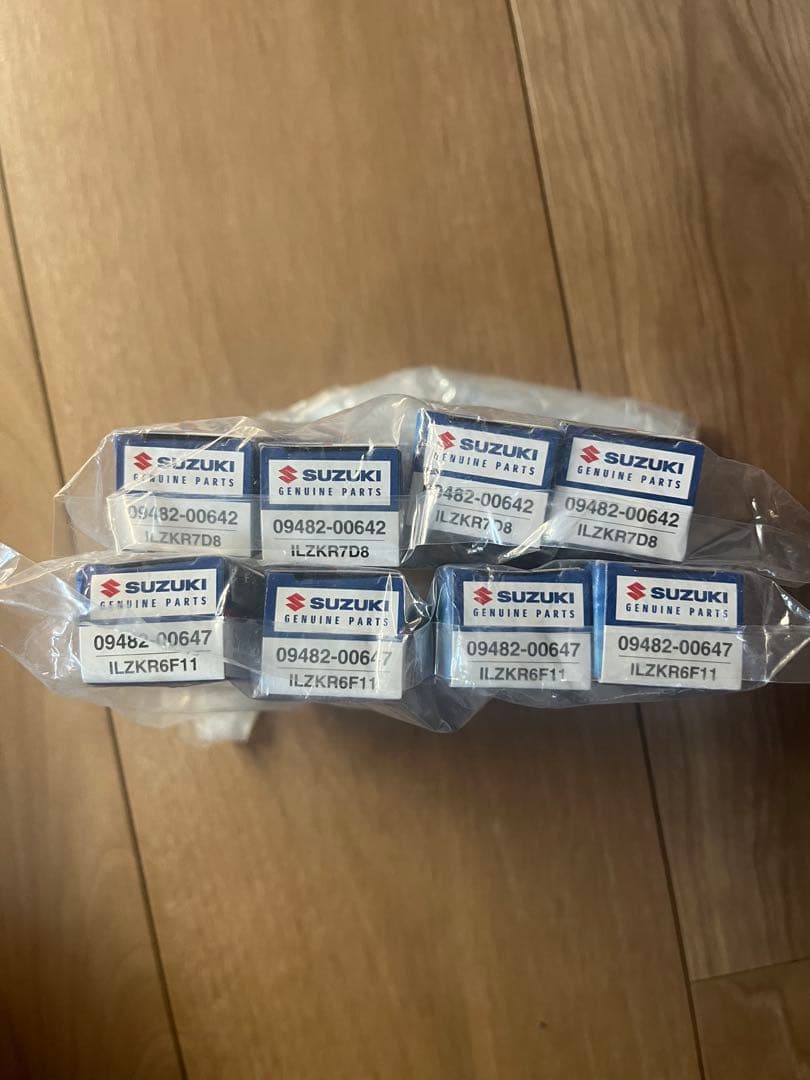 SUZUKI
GENUINE PARTS
09482-00642
ILZKR7D8
SUZUKI
GENUINE PARTS
09482-00642
ILZKR7D8
SUZUKI
GENUINE PARTS
09482-00642
ILZKR7D8
SUZUKI
GENUINE PARTS
09482-00642
ILZKR7D8
SUZUKI
GENUINE PARTS
09482-00647
ILZKR6F11
SUZUKI
GENUINE PARTS
09482-00647
ILZKR6F11
SUZUKI
GENUINE PARTS
09482-00647
ILZKR6F11
SUZUKI
GENUINE PARTS
09482-00647
ILZKR6F11